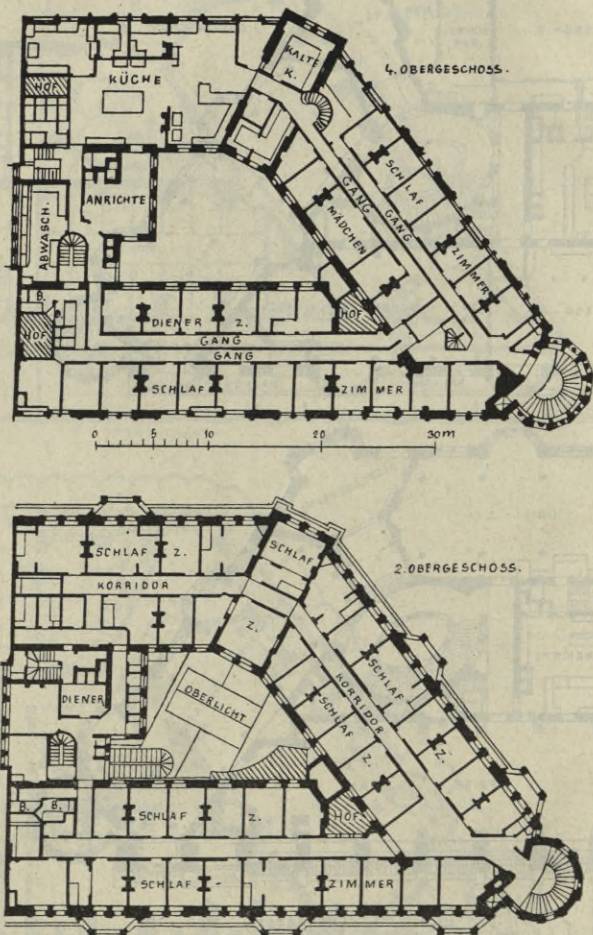 4. OBERGESCHOSS.
KALTE
K.
KÜCHE
HOF
ANRICHTE
ABWASCH.
SCHLAF
ZIMMER
GANG
GANG
MÄDCHEN
B.
B.
HOF
DIENER Z.
HOF
GANG
GANG
SCHLAF ZIMMER
0 5 10 20 30m
2. OBERGESCHOSS.
SCHLAF Z.
SCHLAF
KORRIDOR
Z.
SCHLAF
KORRIDOR
SCHLAF
Z.
Z.
DIENER
OBERLICHT
B. B.
SCHLAF Z.
HOF
SCHLAF ZIMMER